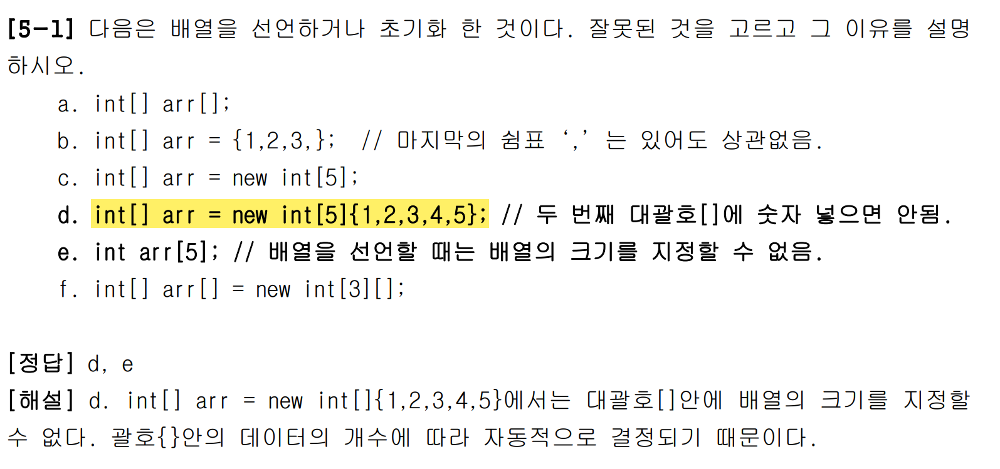 [5-1] 다음은 배열을 선언하거나 초기화 한 것이다. 잘못된 것을 고르고 그 이유를 설명
하시오.
a. int[] arr[];
b. int[] arr = {1,2,3,}; // 마지막의 쉼표 ‘,’ 는 있어도 상관없음.
c. int[] arr = new int[5];
d. int[] arr = new int[5]{1,2,3,4,5}; // 두 번째 대괄호[]에 숫자 넣으면 안됨.
e. int arr[5]; // 배열을 선언할 때는 배열의 크기를 지정할 수 없음.
f. int[] arr[] = new int[3][];
[정답] d, e
[해설] d. int[] arr = new int[]{1,2,3,4,5}에서는 대괄호[]안에 배열의 크기를 지정할
수 없다. 괄호{}안의 데이터의 개수에 따라 자동적으로 결정되기 때문이다.